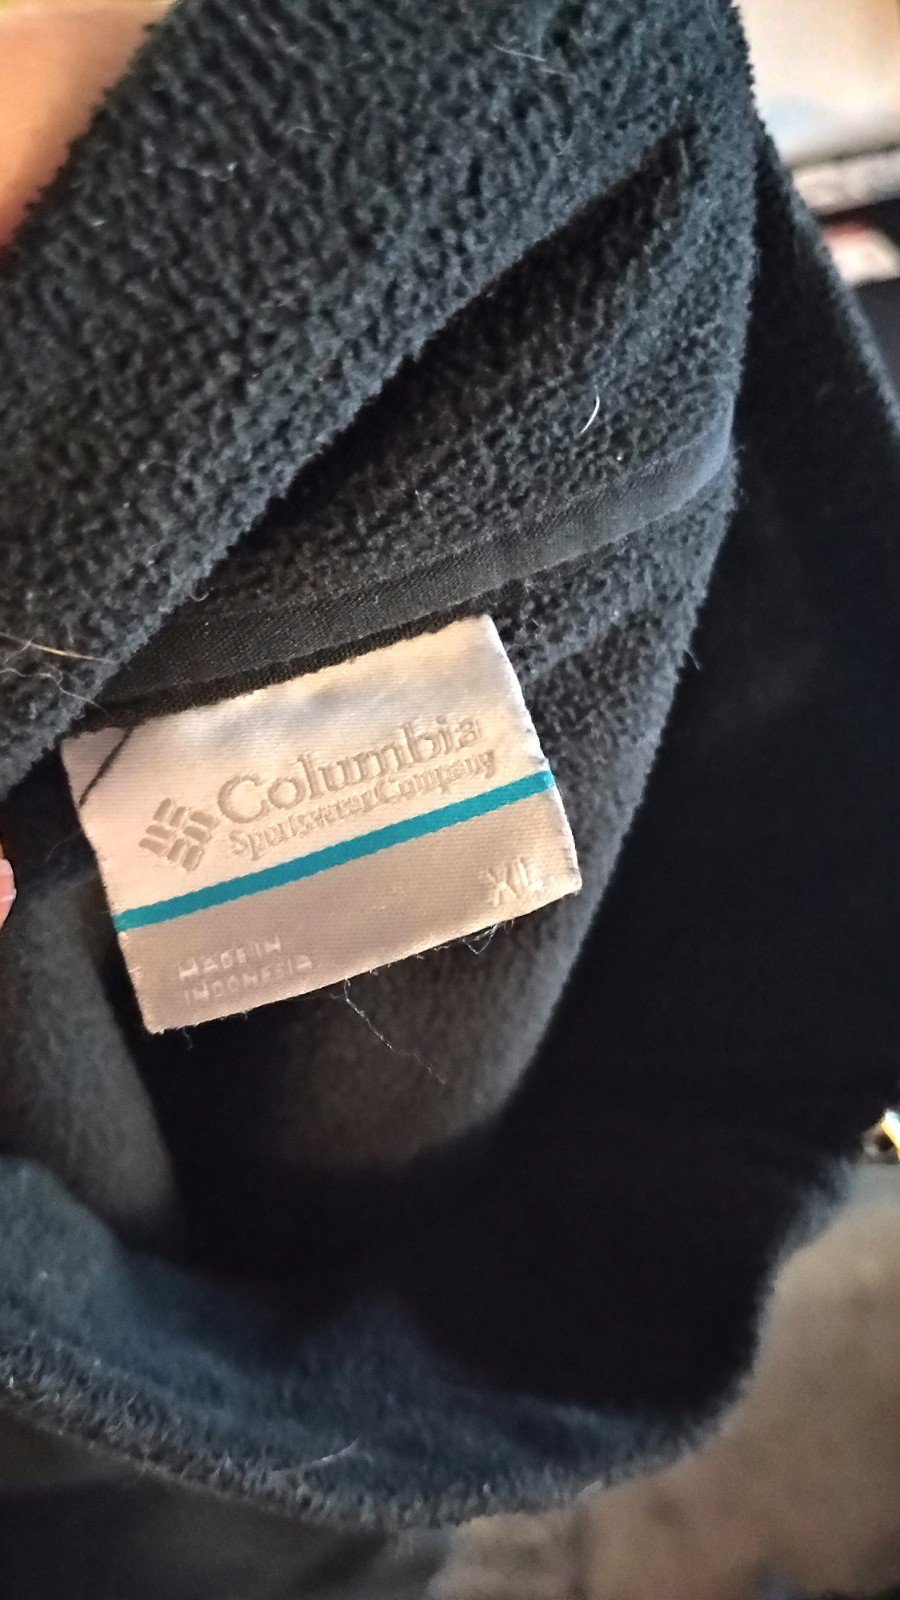 Columbia
Sportswear Company
XL
MADE IN
INDONESIA